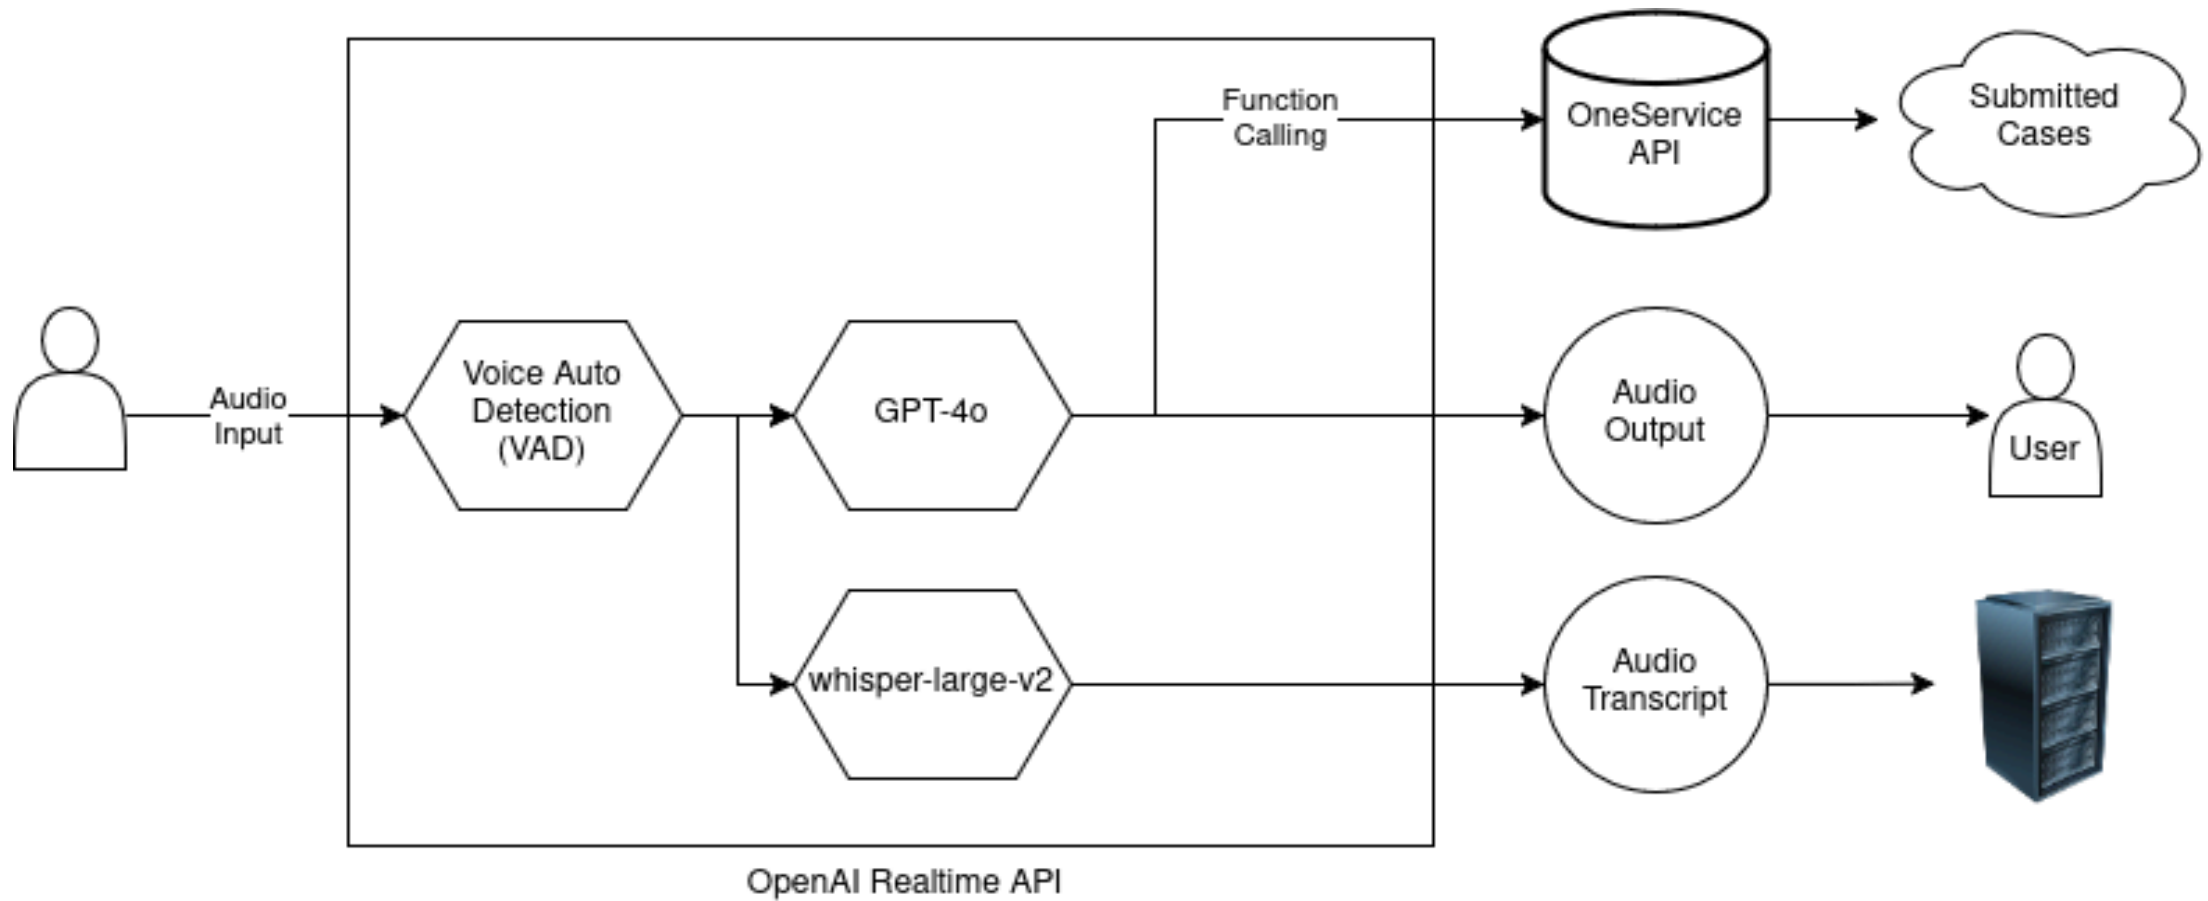 Function
Calling
OneService
API
Submitted
Cases
Audio
Input
Voice Auto
Detection
(VAD)
GPT-4o
Audio
Output
User
whisper-large-v2
Audio
Transcript
OpenAI Realtime API